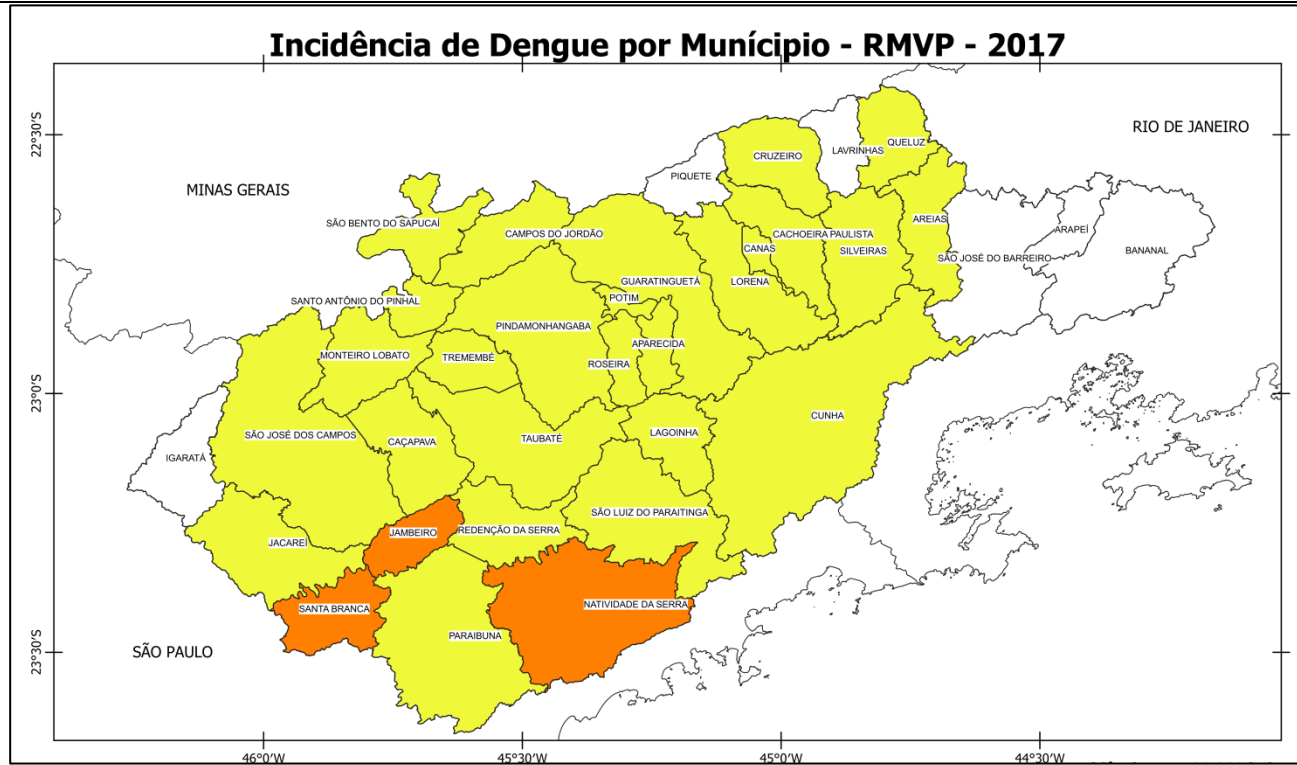 Incidência de Dengue por Munícipio - RMVP - 2017
22°30'S
RIO DE JANEIRO
QUELUZ
LAVRINHAS
CRUZEIRO
PIQUETE
MINAS GERAIS
SÃO BENTO DO SAPUCAÍ
AREIAS
CAMPOS DO JORDÃO
CACHOEIRA PAULISTA
ARAPEÍ
CANAS
SILVEIRAS
BANANAL
SÃO JOSÉ DO BARREIRO
GUARATINGUETÁ
LORENA
SANTO ANTÔNIO DO PINHAL
POTIM
PINDAMONHANGABA
APARECIDA
MONTEIRO LOBATO
TREMEMBÉ
ROSEIRA
23°0'S
CUNHA
SÃO JOSÉ DOS CAMPOS
CAÇAPAVA
TAUBATÉ
LAGOINHA
IGARATÁ
SÃO LUIZ DO PARAITINGA
JAMBEIRO
REDENÇÃO DA SERRA
JACAREÍ
SANTA BRANCA
NATIVIDADE DA SERRA
PARAIBUNA
23°30'S
SÃO PAULO
46°0'W
45°30'W
45°0'W
44°30'W